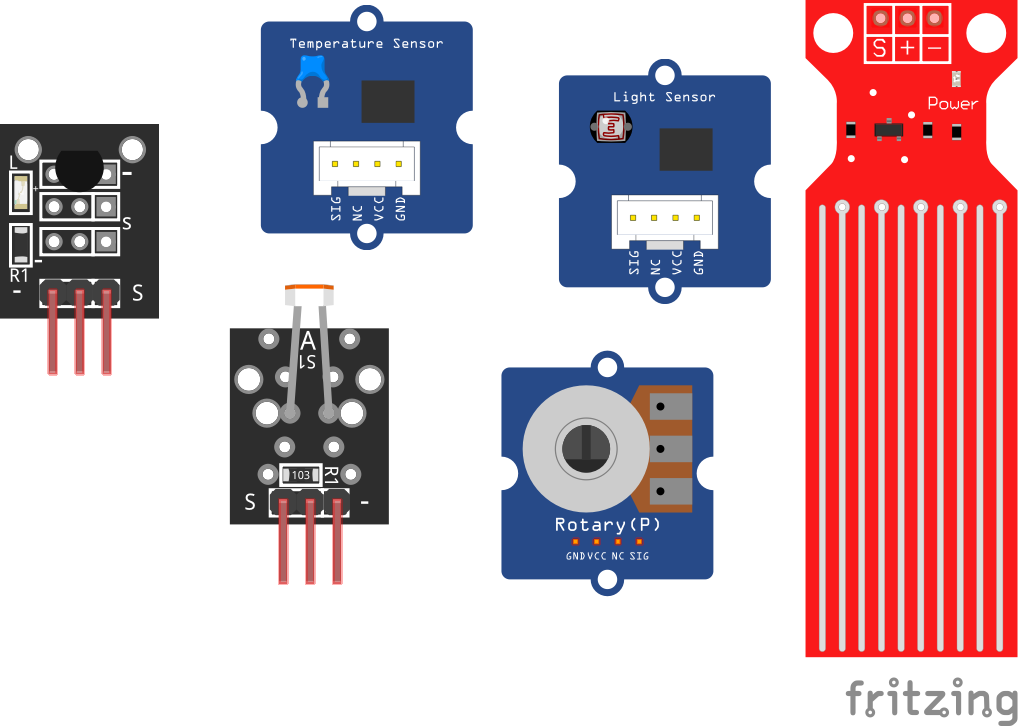 L
-
+
S
R1
-
-
S
Temperature Sensor
SIG
NC
VCC
GND
Light Sensor
SIG
NC
VCC
GND
S + -
Power
A
S1
103
R1
S
-
Rotary(P)
GND VCC NC SIG
fritzing